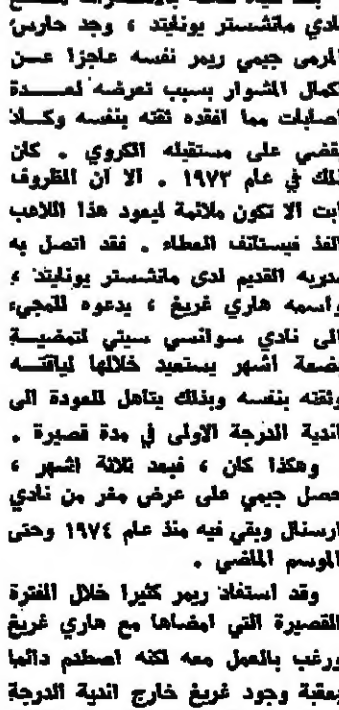 نادي مانشستر يونايتد ، وجد حارس
المرمى جيمي ريمر نفسه عاجزا عن
اكمال المشوار بسبب تعرضه لعدة
اصابات مما افقده ثقته بنفسه وكاد
يقضي على مستقبله الكروي . كان
ذلك في عام ١٩٧٣ . الا ان الظروف
ابت الا تكون ملائمة ليعود هذا اللاعب
الفذ فيستأنف العطاء . فقد اتصل به
مدربه القديم لدى مانشستر يونايتد ،
واسمه هاري غريغ ، يدعوه للمجيء
الى نادي سوانسي سيتي لتمضية
بضعة اشهر يستعيد خلالها لياقته
وثقته بنفسه وبذلك يتاهل للعودة الى
اندية الدرجة الاولى في مدة قصيرة .
وهكذا كان ، فبعد ثلاثة اشهر ،
حصل جيمي على عرض مغر من نادي
ارسنال وبقي فيه منذ عام ١٩٧٤ وحتى
الموسم الماضي .
وقد استفاد ريمر كثيرا خلال الفترة
القصيرة التي امضاها مع هاري غريغ
ورغب بالعمل معه لكنه اصطدم دائما
بعقبة وجود غريغ خارج اندية الدرجة